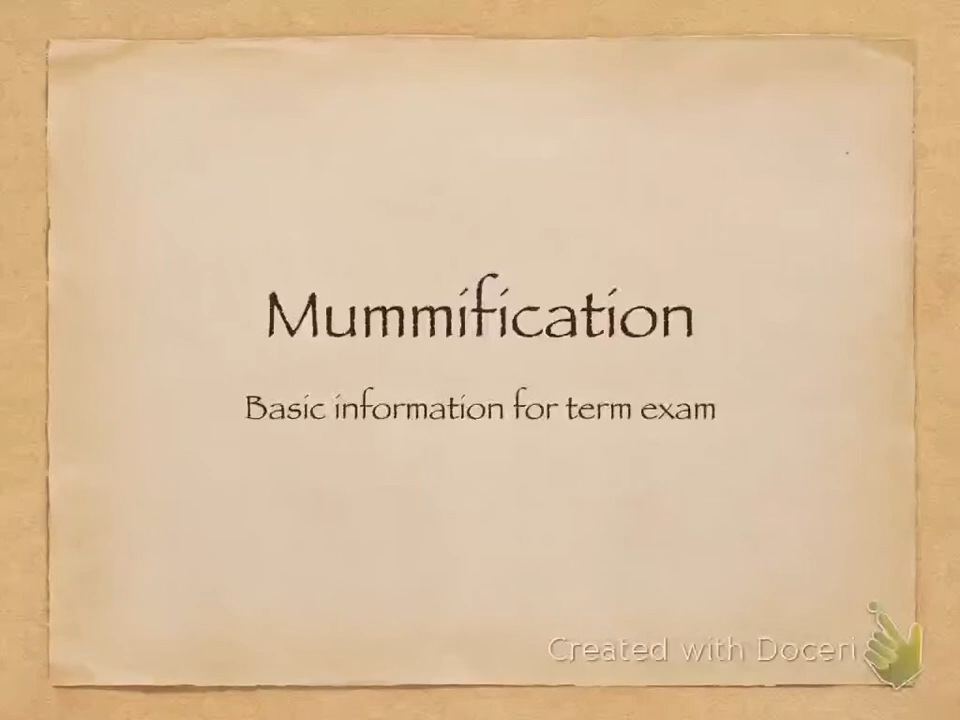 Mummification
Basic information for term exam
Created with Doceri